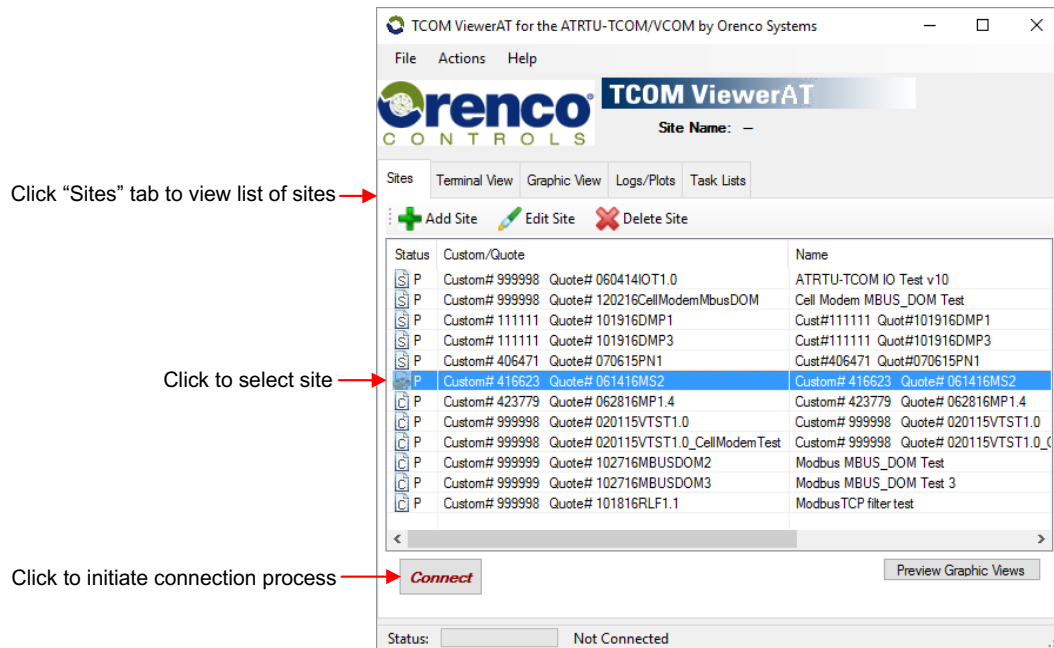 TCOM ViewerAT for the ATRTU-TCOM/VCOM by Orenco Systems
File Actions Help
Orenco®
CONTROLS
TCOM ViewerAT
Site Name: –
Click “Sites” tab to view list of sites
Sites Terminal View Graphic View Logs/Plots Task Lists
Add Site Edit Site Delete Site
Status Custom/Quote Name
S P Custom# 999998 Quote# 060414IOT1.0 ATRTU-TCOM IO Test v10
S P Custom# 999998 Quote# 120216CellModemMbusDOM Cell Modem MBUS_DOM Test
S P Custom# 111111 Quote# 101916DMP1 Cust#111111 Quot#101916DMP1
S P Custom# 111111 Quote# 101916DMP3 Cust#111111 Quot#101916DMP3
S P Custom# 406471 Quote# 070615PN1 Cust#406471 Quot#070615PN1
Click to select site
P Custom# 416623 Quote# 061416MS2 Custom# 416623 Quote# 061416MS2
C P Custom# 423779 Quote# 062816MP1.4 Custom# 423779 Quote# 062816MP1.4
C P Custom# 999998 Quote# 020115VTST1.0 Custom# 999998 Quote# 020115VTST1.0
C P Custom# 999998 Quote# 020115VTST1.0_CellModemTest Custom# 999998 Quote# 020115VTST1.0_
C P Custom# 999999 Quote# 102716MBUSDOM2 Modbus MBUS_DOM Test
C P Custom# 999999 Quote# 102716MBUSDOM3 Modbus MBUS_DOM Test 3
C P Custom# 999998 Quote# 101816RLF1.1 ModbusTCP filter test
Click to initiate connection process
Connect
Preview Graphic Views
Status: Not Connected